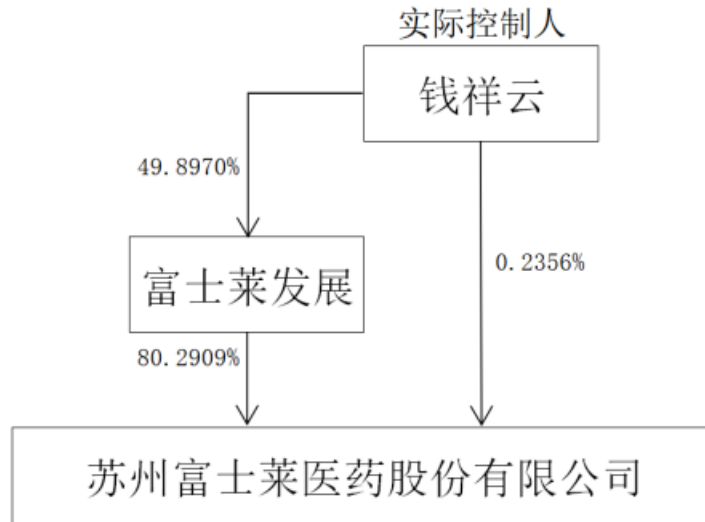 实际控制人
钱祥云
49.8970%
0.2356%
富士莱发展
80.2909%
苏州富士莱医药股份有限公司